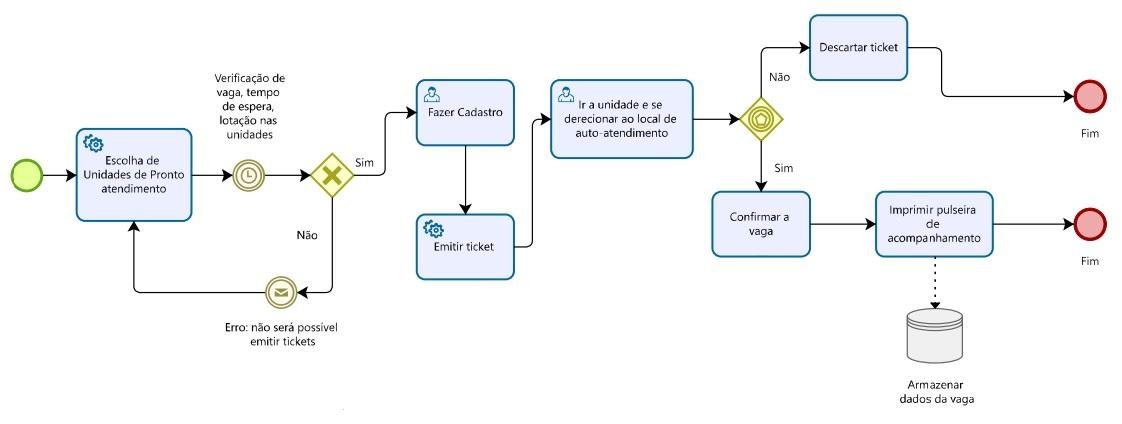 Verificação de
vaga, tempo
de espera,
lotação nas
unidades
Escolha de
Unidades de Pronto
atendimento
Sim
Não
Erro: não será possível
emitir tickets
Fazer Cadastro
Emitir ticket
Ir a unidade e se
derecionar ao local de
auto-atendimento
Não
Descartar ticket
Fim
Sim
Confirmar a
vaga
Imprimir pulseira
de
acompanhamento
Fim
Armazenar
dados da vaga